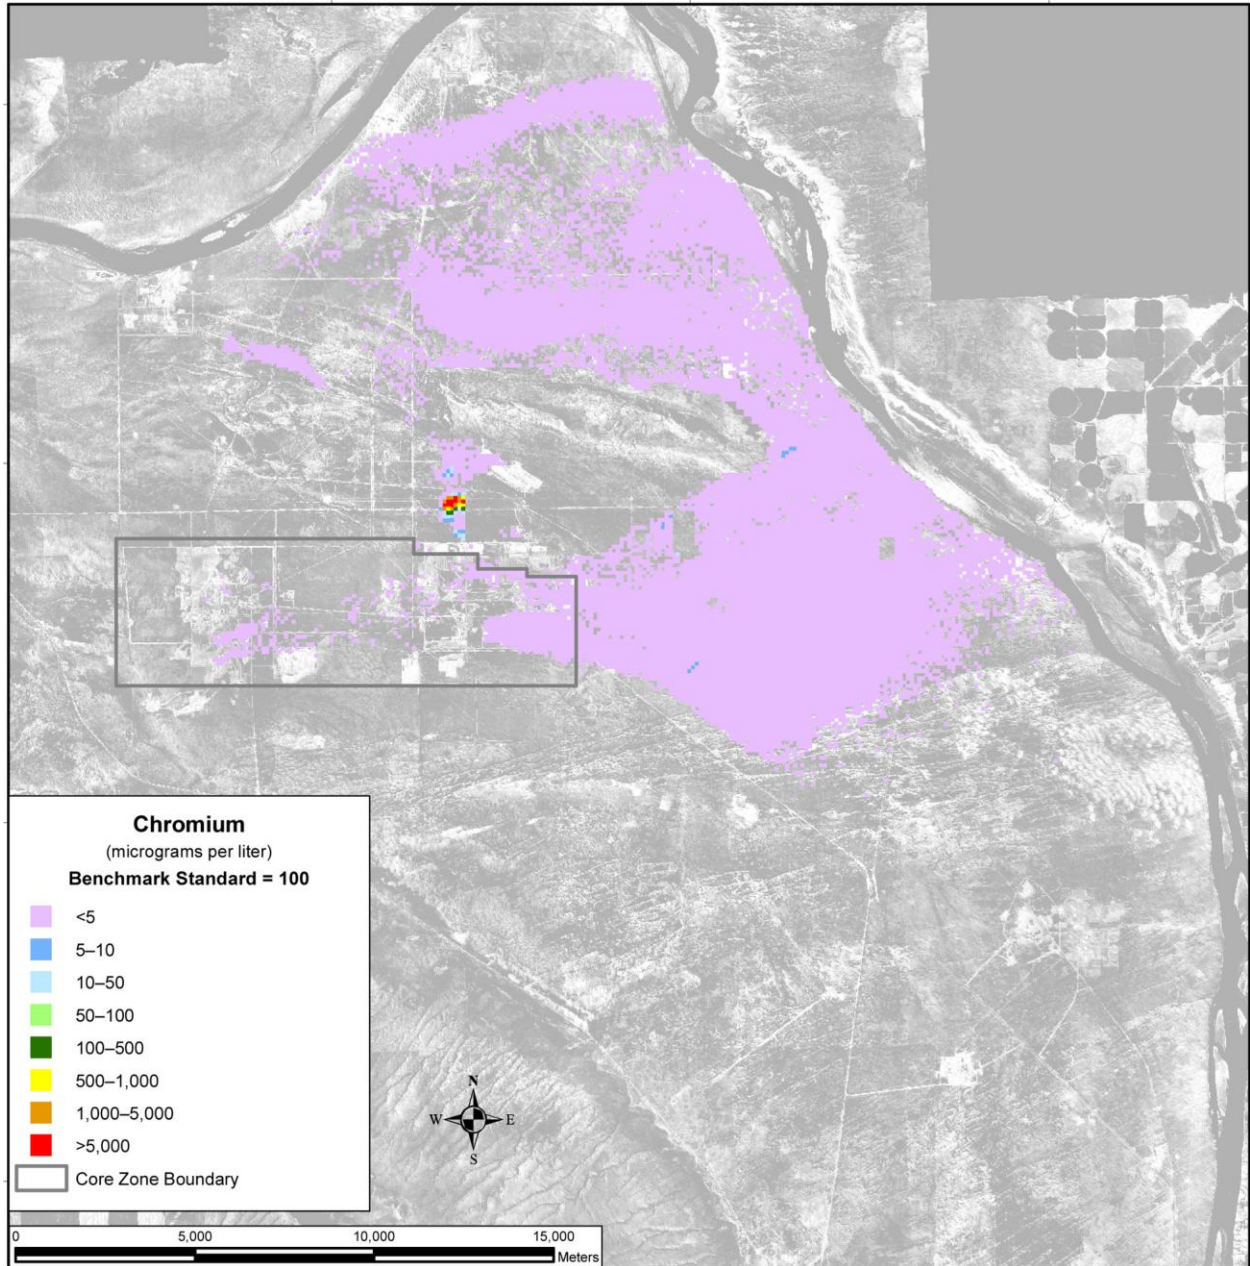 N
W E
S
Chromium
(micrograms per liter)
Benchmark Standard = 100
<5
5–10
10–50
50–100
100–500
500–1,000
1,000–5,000
>5,000
Core Zone Boundary
0 5,000 10,000 15,000
Meters